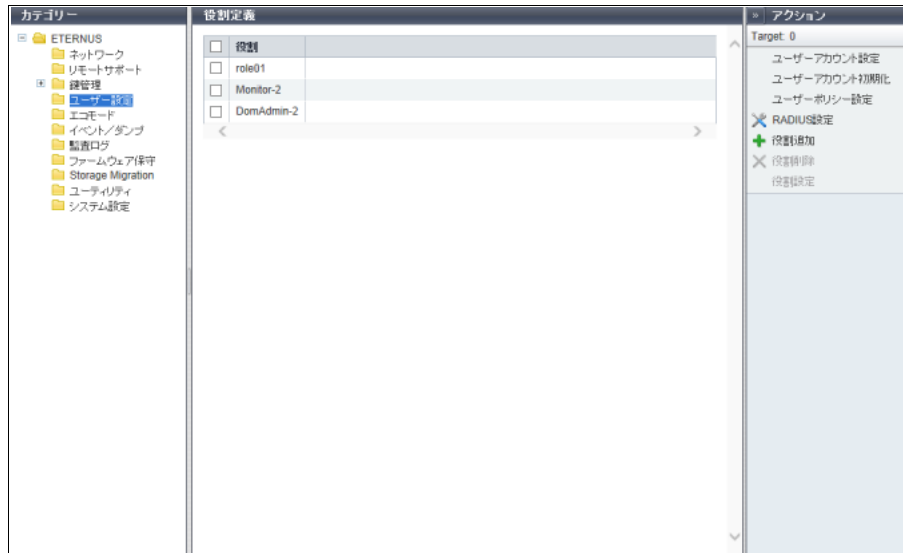 カテゴリー
ETERNUS
ネットワーク
リモートサポート
鍵管理
ユーザー設定
エコモード
イベント／ダンプ
監査ログ
ファームウェア保守
Storage Migration
ユーティリティ
システム設定
役割定義
役割
role01
Monitor-2
DomAdmin-2
» アクション
Target: 0
ユーザーアカウント設定
ユーザーアカウント初期化
ユーザーポリシー設定
RADIUS設定
役割追加
役割削除
役割設定